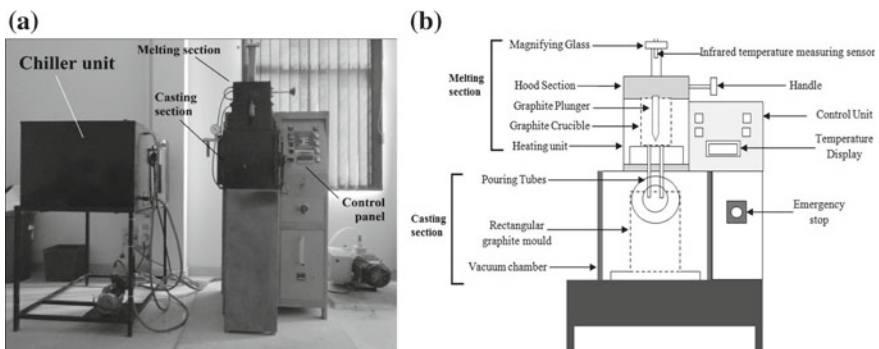 (a)
Melting section
Chiller unit
Casting
section
Control
panel
(b)
Magnifying Glass
Infrared temperature measuring sensor
Melting
section
Hood Section
Handle
Graphite Plunger
Graphite Crucible
Control Unit
Heating unit
Temperature
Display
Pouring Tubes
Casting
section
Rectangular
graphite mould
Emergency
stop
Vacuum chamber